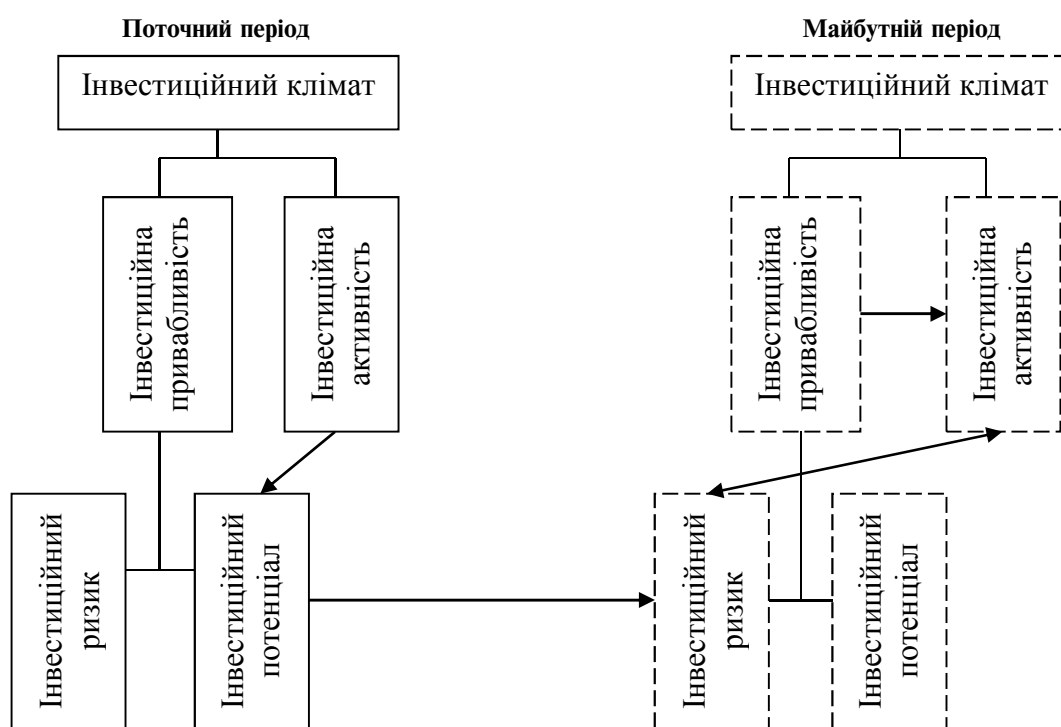 Поточний період
Майбутній період
Інвестиційний клімат
Інвестиційний клімат
Інвестиційна
привабливість
Інвестиційна
активність
Інвестиційна
привабливість
Інвестиційна
активність
Інвестиційний
ризик
Інвестиційний
потенціал
Інвестиційний
ризик
Інвестиційний
потенціал